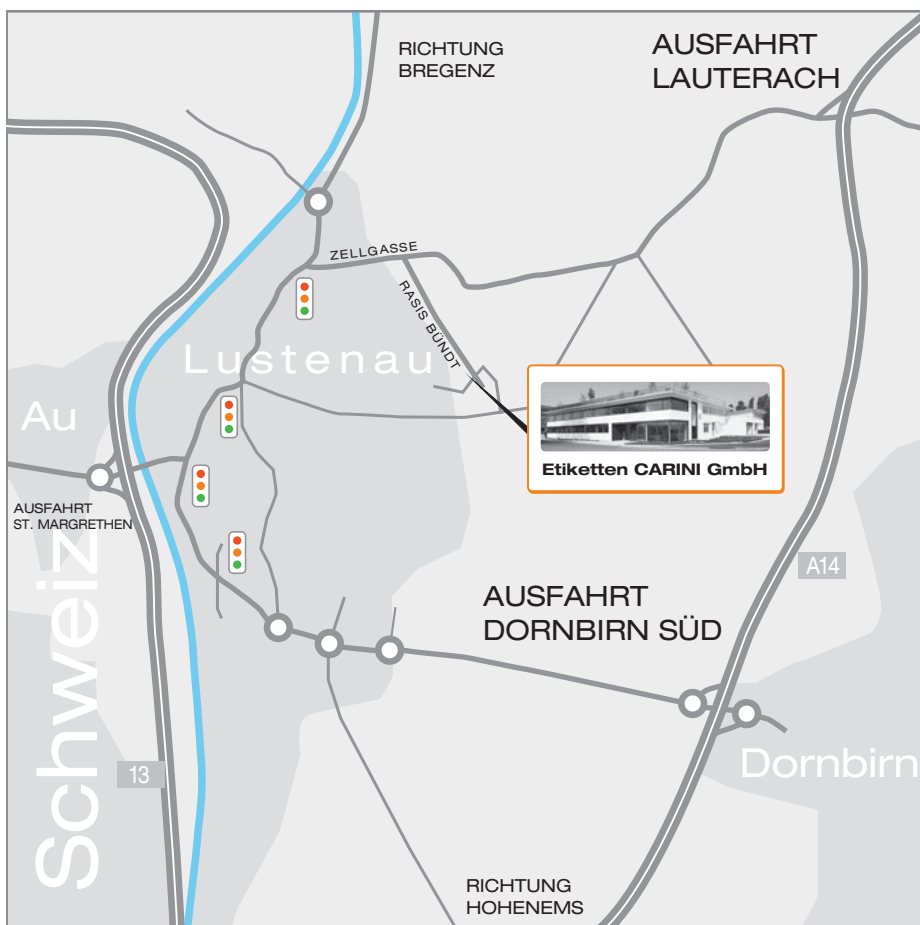 RICHTUNG
BREGENZ
AUSFAHRT
LAUTERACH
ZELLGASSE
RASIS BÜNDT
Lustenau
Au
Etiketten CARINI GmbH
AUSFAHRT
ST. MARGRETHEN
Schweiz
A14
AUSFAHRT
DORNBIRN SÜD
13
Dornbirn
RICHTUNG
HOHENEMS